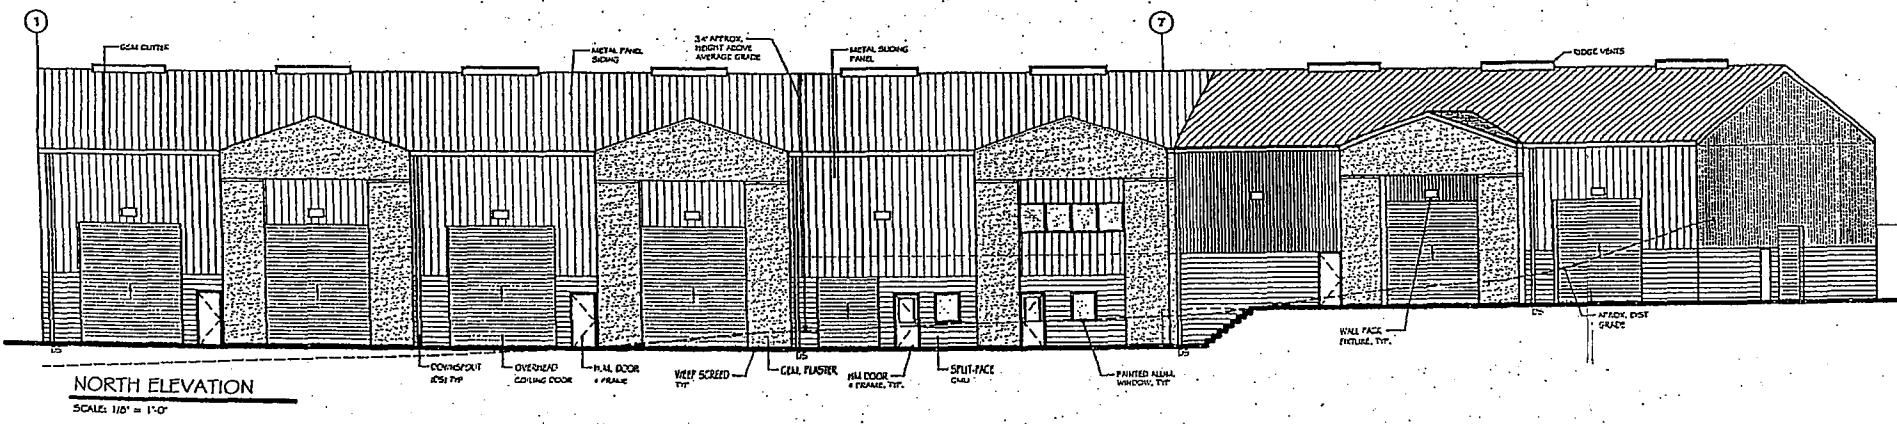 1
7
GSM GUTTER
METAL PANEL
SIDING
34' APPROX.
HEIGHT ABOVE
AVERAGE GRADE
METAL SIDING
PANEL
RIDGE VENTS
DS
DS
DS
DS
DOWNSPOUT
(DS) TYP
OVERHEAD
COILING DOOR
H.M. DOOR
& FRAME
WEEP SCREED
TYP
CEM. PLASTER
HM DOOR
& FRAME, TYP.
SPLIT-FACE
CMU
PAINTED ALUM.
WINDOW, TYP
WALL PACK
FIXTURE, TYP.
APROX. EXIST
GRADE
NORTH ELEVATION
SCALE: 1/8" = 1'-0"